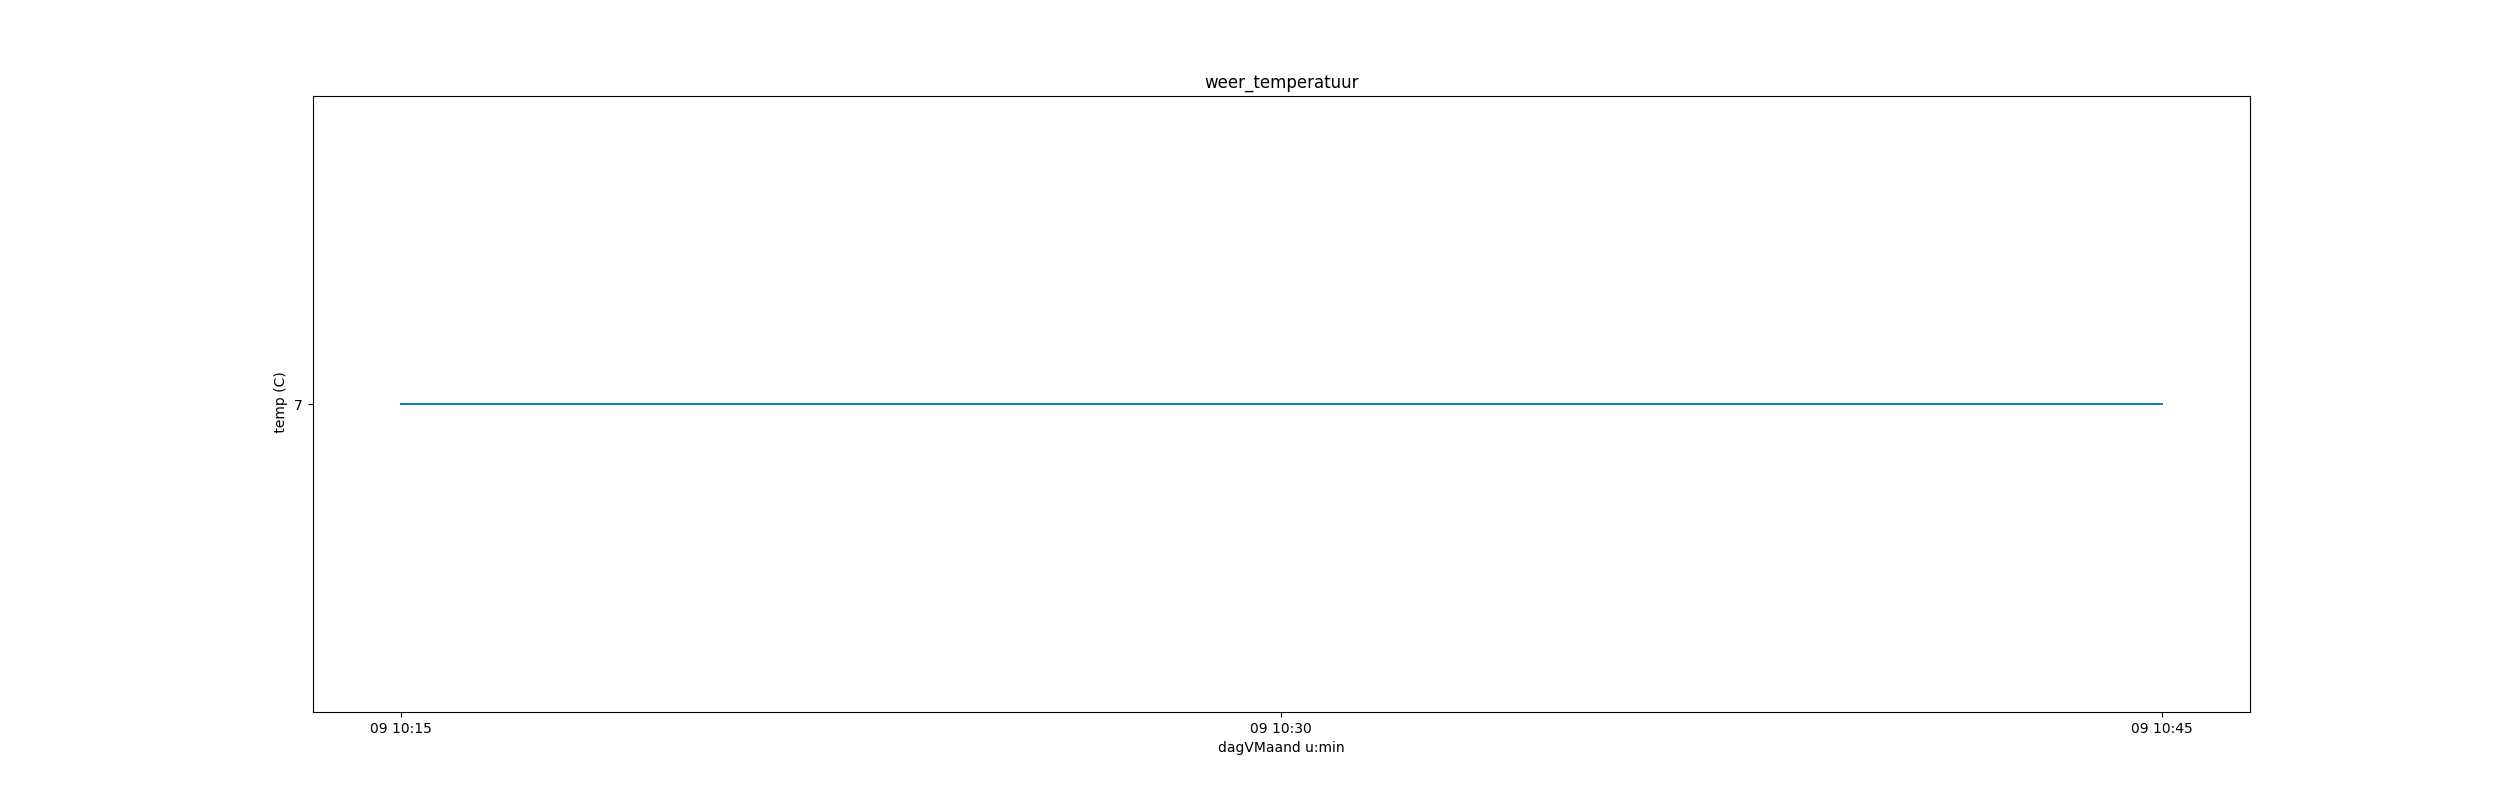 weer_temperatuur
temp (C)
7
09 10:15
09 10:30
09 10:45
dagVMaand u:min